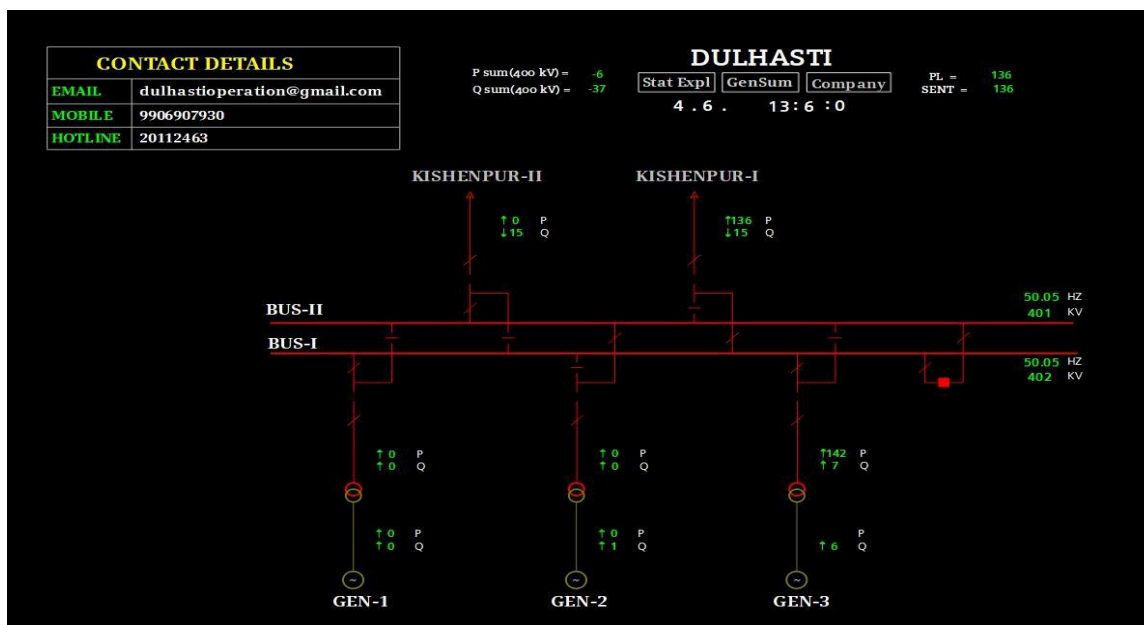 DULHASTI
CONTACT DETAILS
EMAIL dulhastioperation@gmail.com
MOBILE 9906907930
HOTLINE 20112463
P sum(400 kV) = -6
Q sum(400 kV) = -37
Stat Expl GenSum Company
4 . 6 . 13:6 :0
PL = 136
SENT = 136
KISHENPUR-II KISHENPUR-I
↑ 0 P ↑136 P
↓15 Q ↓15 Q
50.05 HZ
BUS-II 401 KV
BUS-I
50.05 HZ
402 KV
↑ 0 P ↑ 0 P ↑142 P
↑ 0 Q ↑ 0 Q ↑ 7 Q
↑ 0 P ↑ 0 P P
↑ 0 Q ↑ 1 Q ↑ 6 Q
~ ~ ~
GEN-1 GEN-2 GEN-3